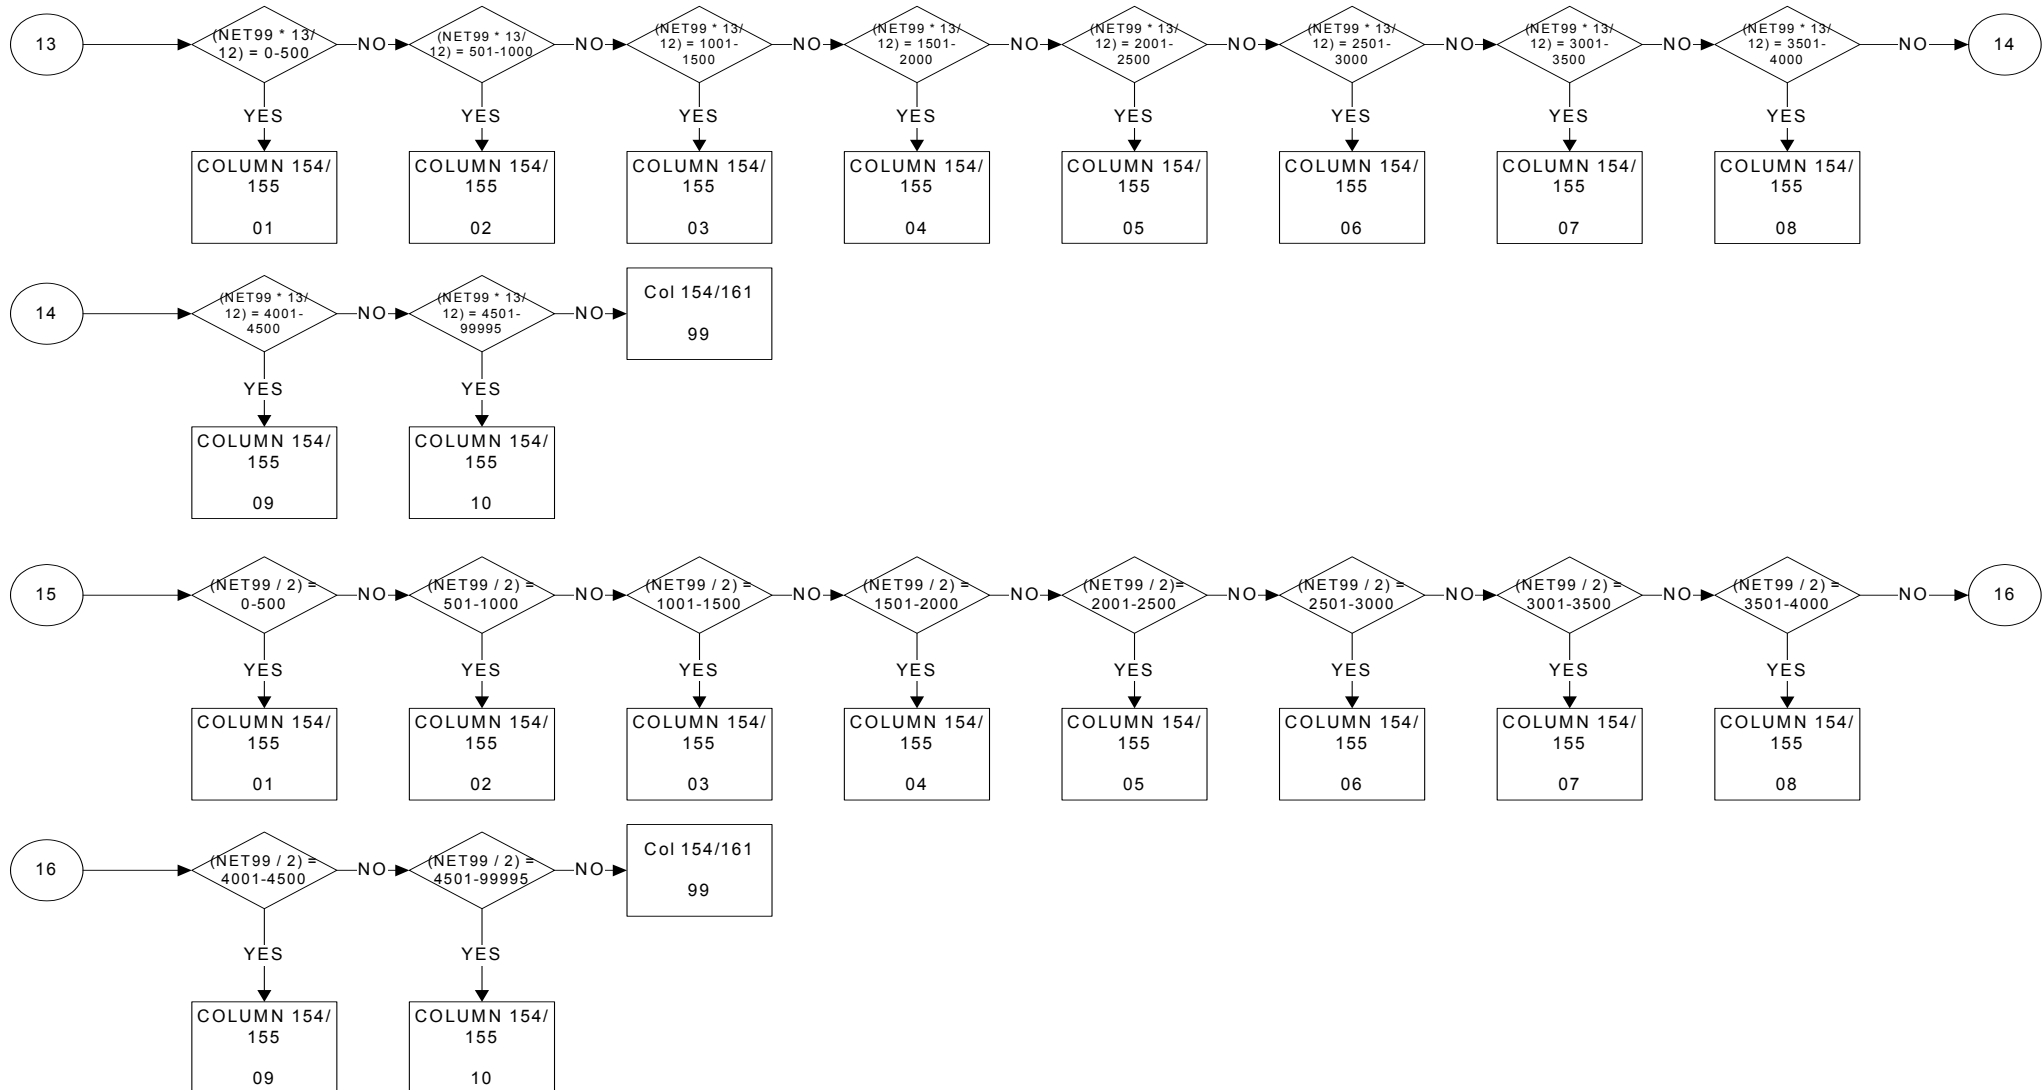 13
(NET99 * 13/
12) = 0-500
NO
(NET99 * 13/
12) = 501-1000
NO
(NET99 * 13/
12) = 1001-
1500
NO
(NET99 * 13/
12) = 1501-
2000
NO
(NET99 * 13/
12) = 2001-
2500
NO
(NET99 * 13/
12) = 2501-
3000
NO
(NET99 * 13/
12) = 3001-
3500
NO
(NET99 * 13/
12) = 3501-
4000
NO
14
YES
YES
YES
YES
YES
YES
YES
YES
COLUMN 154/
155
01
COLUMN 154/
155
02
COLUMN 154/
155
03
COLUMN 154/
155
04
COLUMN 154/
155
05
COLUMN 154/
155
06
COLUMN 154/
155
07
COLUMN 154/
155
08
14
(NET99 * 13/
12) = 4001-
4500
NO
(NET99 * 13/
12) = 4501-
99995
NO
Col 154/161
99
YES
YES
COLUMN 154/
155
09
COLUMN 154/
155
10
15
(NET99 / 2) =
0-500
NO
(NET99 / 2) =
501-1000
NO
(NET99 / 2) =
1001-1500
NO
(NET99 / 2) =
1501-2000
NO
(NET99 / 2)=
2001-2500
NO
(NET99 / 2) =
2501-3000
NO
(NET99 / 2) =
3001-3500
NO
(NET99 / 2) =
3501-4000
NO
16
YES
YES
YES
YES
YES
YES
YES
YES
COLUMN 154/
155
01
COLUMN 154/
155
02
COLUMN 154/
155
03
COLUMN 154/
155
04
COLUMN 154/
155
05
COLUMN 154/
155
06
COLUMN 154/
155
07
COLUMN 154/
155
08
16
(NET99 / 2) =
4001-4500
NO
(NET99 / 2) =
4501-99995
NO
Col 154/161
99
YES
YES
COLUMN 154/
155
09
COLUMN 154/
155
10